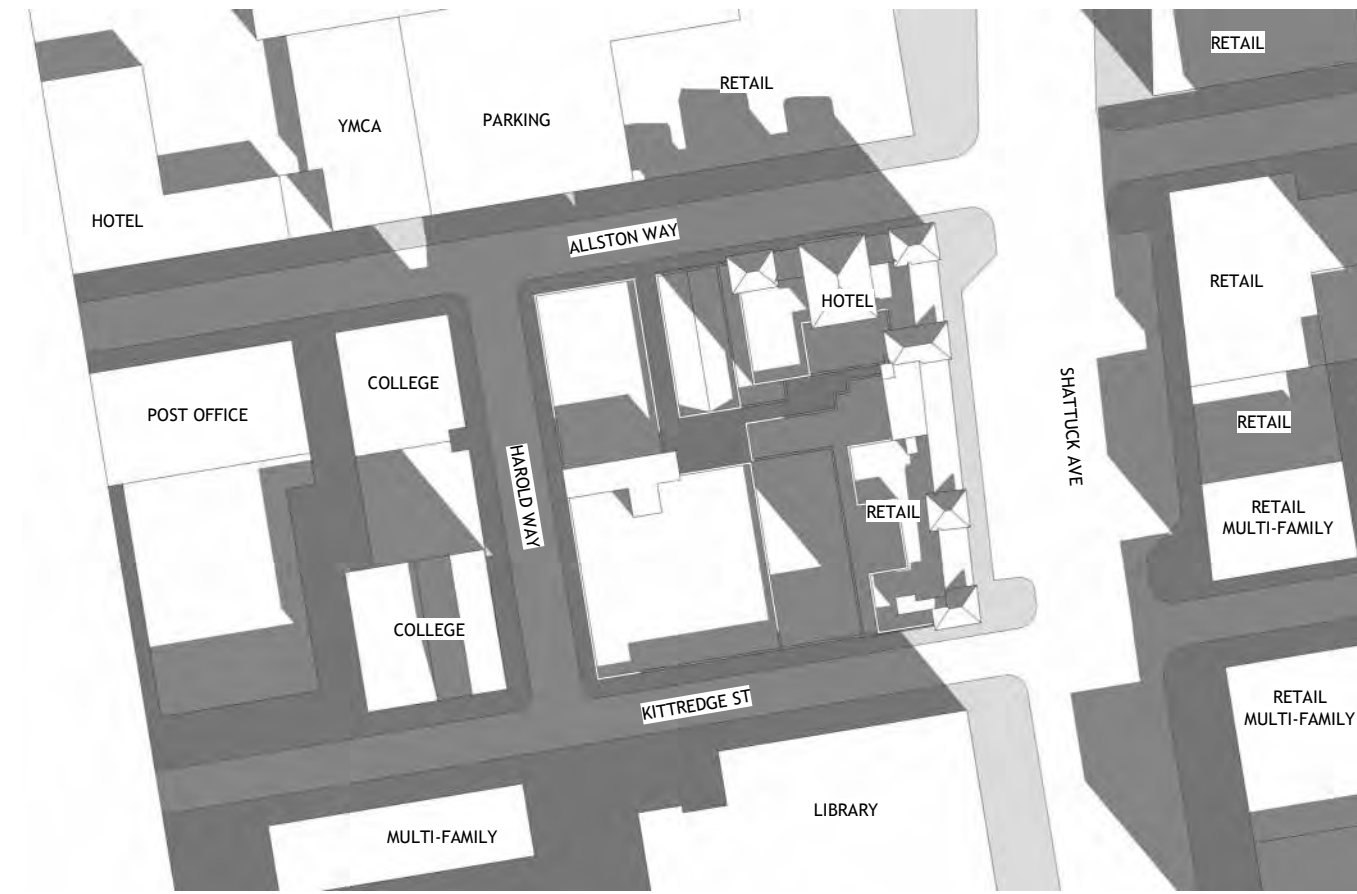 RETAIL
RETAIL
PARKING
YMCA
HOTEL
ALLSTON WAY
RETAIL
HOTEL
COLLEGE
POST OFFICE
SHATTUCK AVE
RETAIL
HAROLD WAY
RETAIL
RETAIL
MULTI-FAMILY
COLLEGE
KITTREDGE ST
RETAIL
MULTI-FAMILY
LIBRARY
MULTI-FAMILY